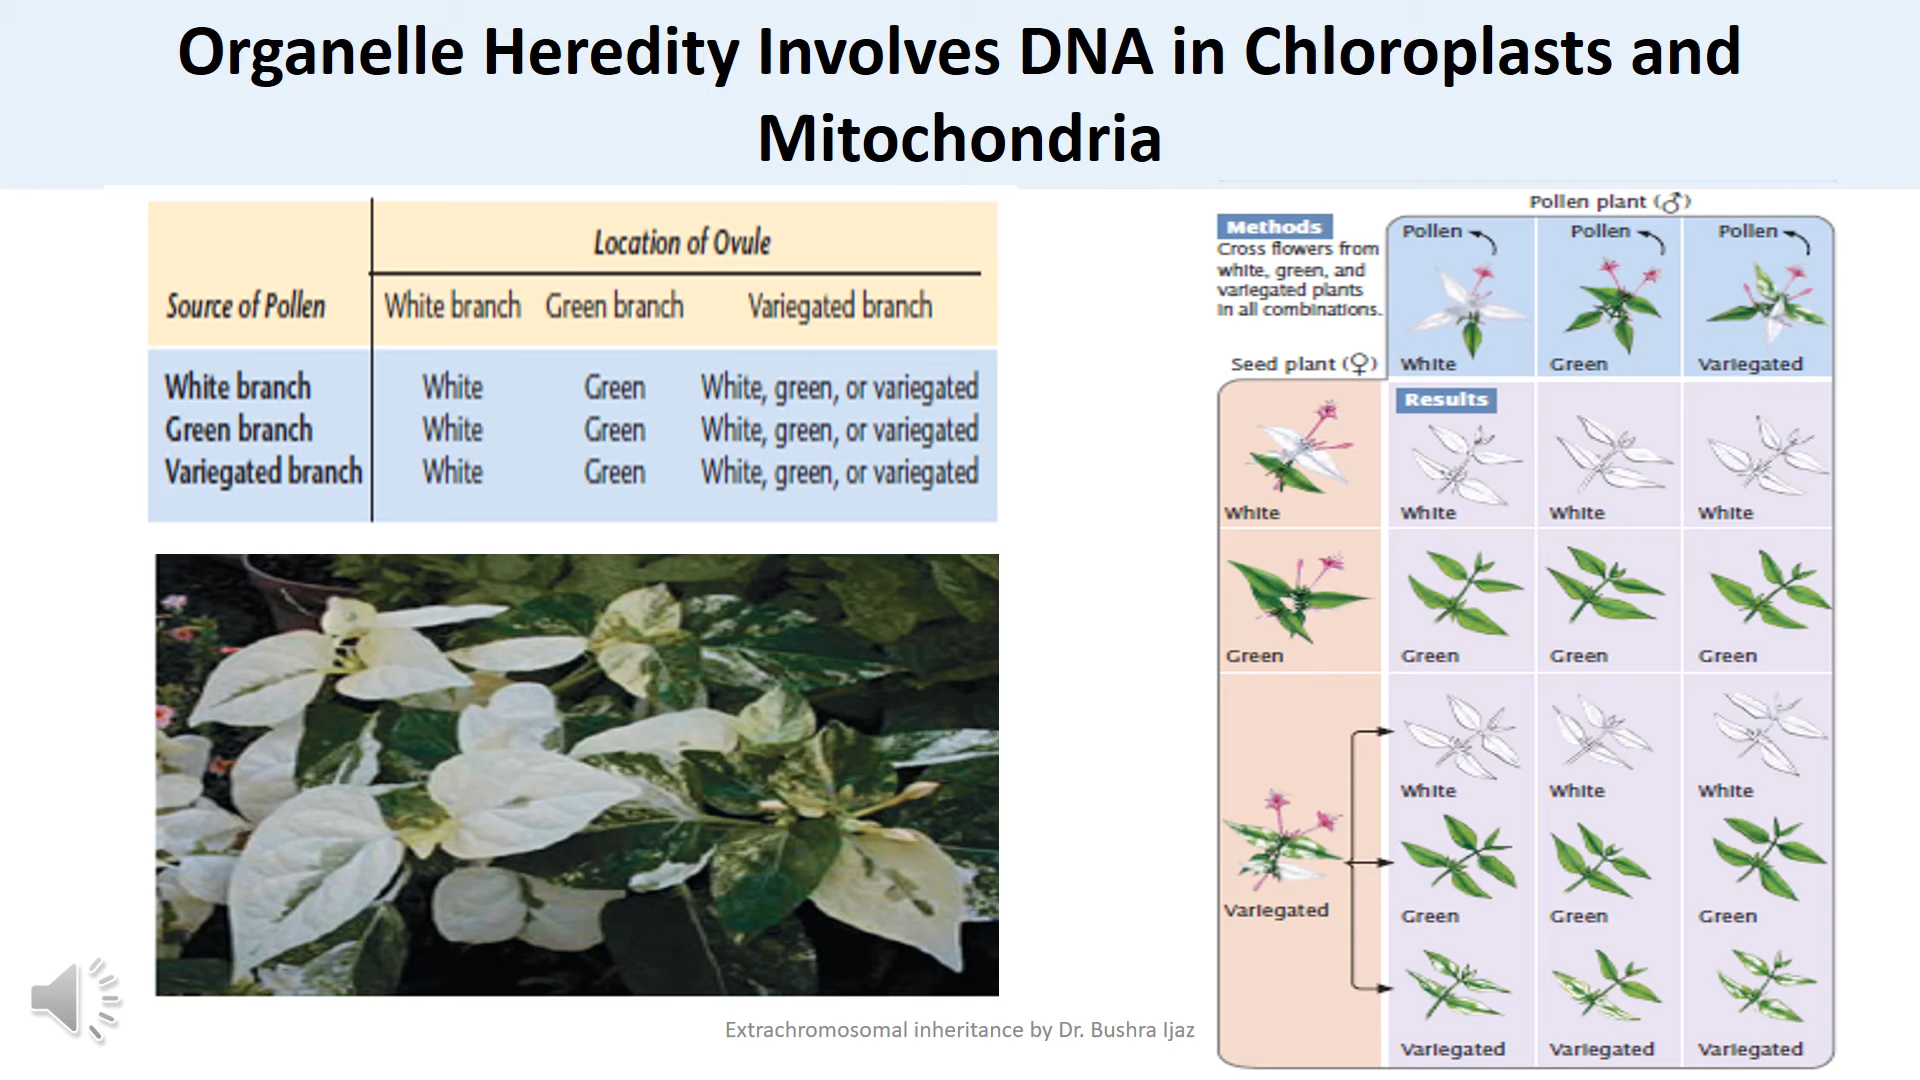 Organelle Heredity Involves DNA in Chloroplasts and
Mitochondria
Location of Ovule
Source of Pollen White branch Green branch Variegated branch
White branch White Green White, green, or variegated
Green branch White Green White, green, or variegated
Variegated branch White Green White, green, or variegated
Pollen plant (♂)
Methods
Cross flowers from
white, green, and
variegated plants
in all combinations.
Pollen Pollen Pollen
Seed plant (♀)
White Green Variegated
Results
White White White White
Green Green Green Green
White White White
Variegated
Green Green Green
Variegated Variegated Variegated
Extrachromosomal inheritance by Dr. Bushra Ijaz